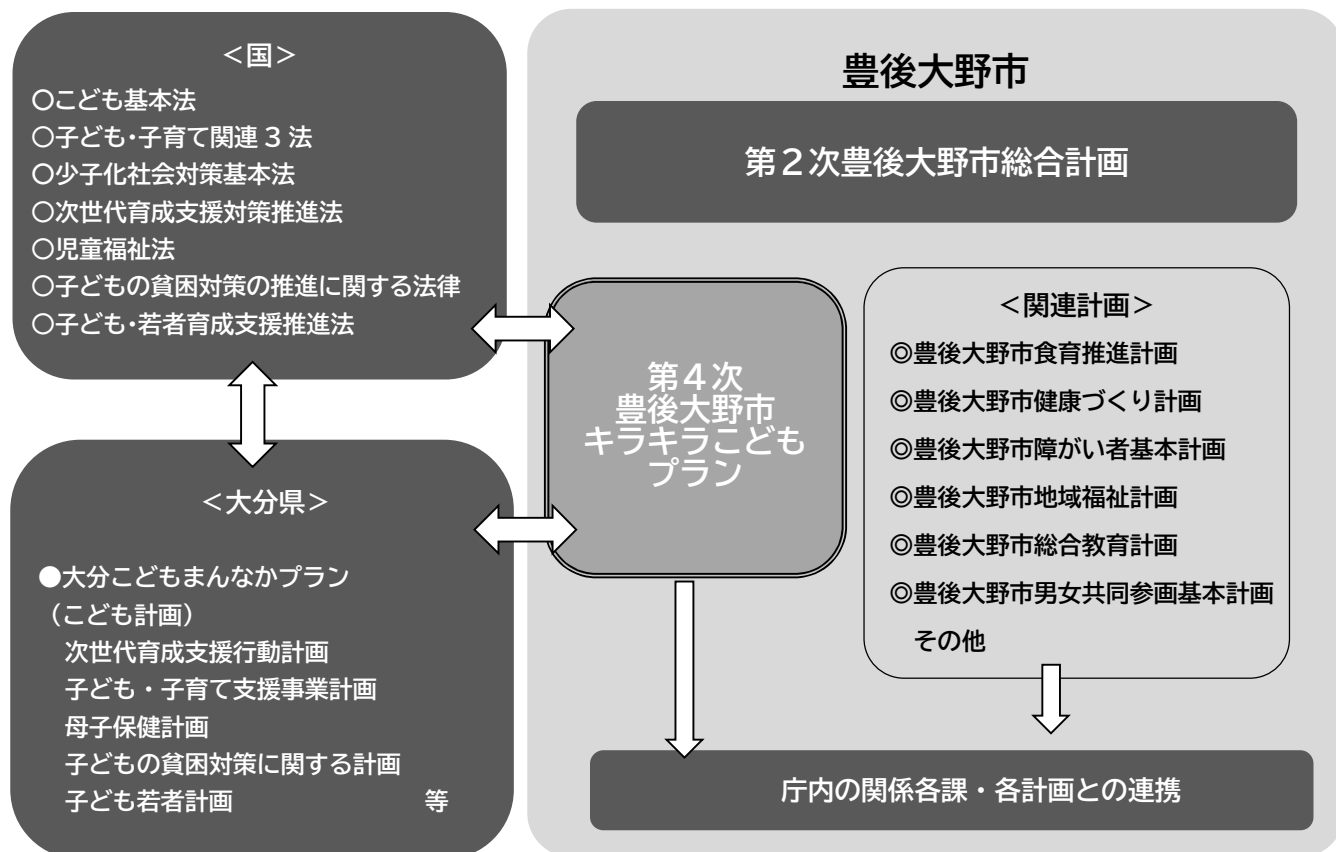 ＜国＞
〇こども基本法
〇子ども・子育て関連３法
〇少子化社会対策基本法
〇次世代育成支援対策推進法
〇児童福祉法
〇子どもの貧困対策の推進に関する法律
〇子ども・若者育成支援推進法
＜大分県＞
●大分こどもまんなかプラン
（こども計画）
次世代育成支援行動計画
子ども・子育て支援事業計画
母子保健計画
子どもの貧困対策に関する計画
子ども若者計画　　　　　　　　　等
豊後大野市
第２次豊後大野市総合計画
第４次
豊後大野市
キラキラこども
プラン
＜関連計画＞
◎豊後大野市食育推進計画
◎豊後大野市健康づくり計画
◎豊後大野市障がい者基本計画
◎豊後大野市地域福祉計画
◎豊後大野市総合教育計画
◎豊後大野市男女共同参画基本計画
その他
庁内の関係各課・各計画との連携